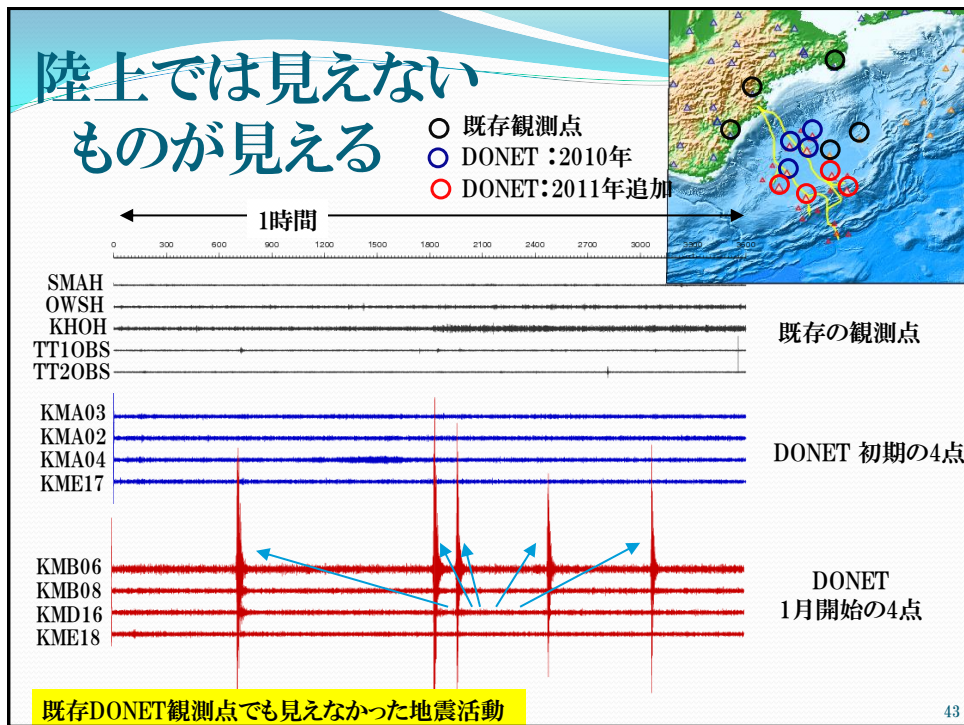 陸上では見えない
ものが見える
○ 既存観測点
○ DONET：2010年
○ DONET：2011年追加
1時間
0 300 600 900 1200 1500 1800 2100 2400 2700 3000 3300 3600
SMAH
OWSH
KHOH
TT1OBS
TT2OBS
既存の観測点
KMA03
KMA02
KMA04
KME17
DONET 初期の4点
KMB06
KMB08
KMD16
KME18
DONET
1月開始の4点
既存DONET観測点でも見えなかった地震活動
43